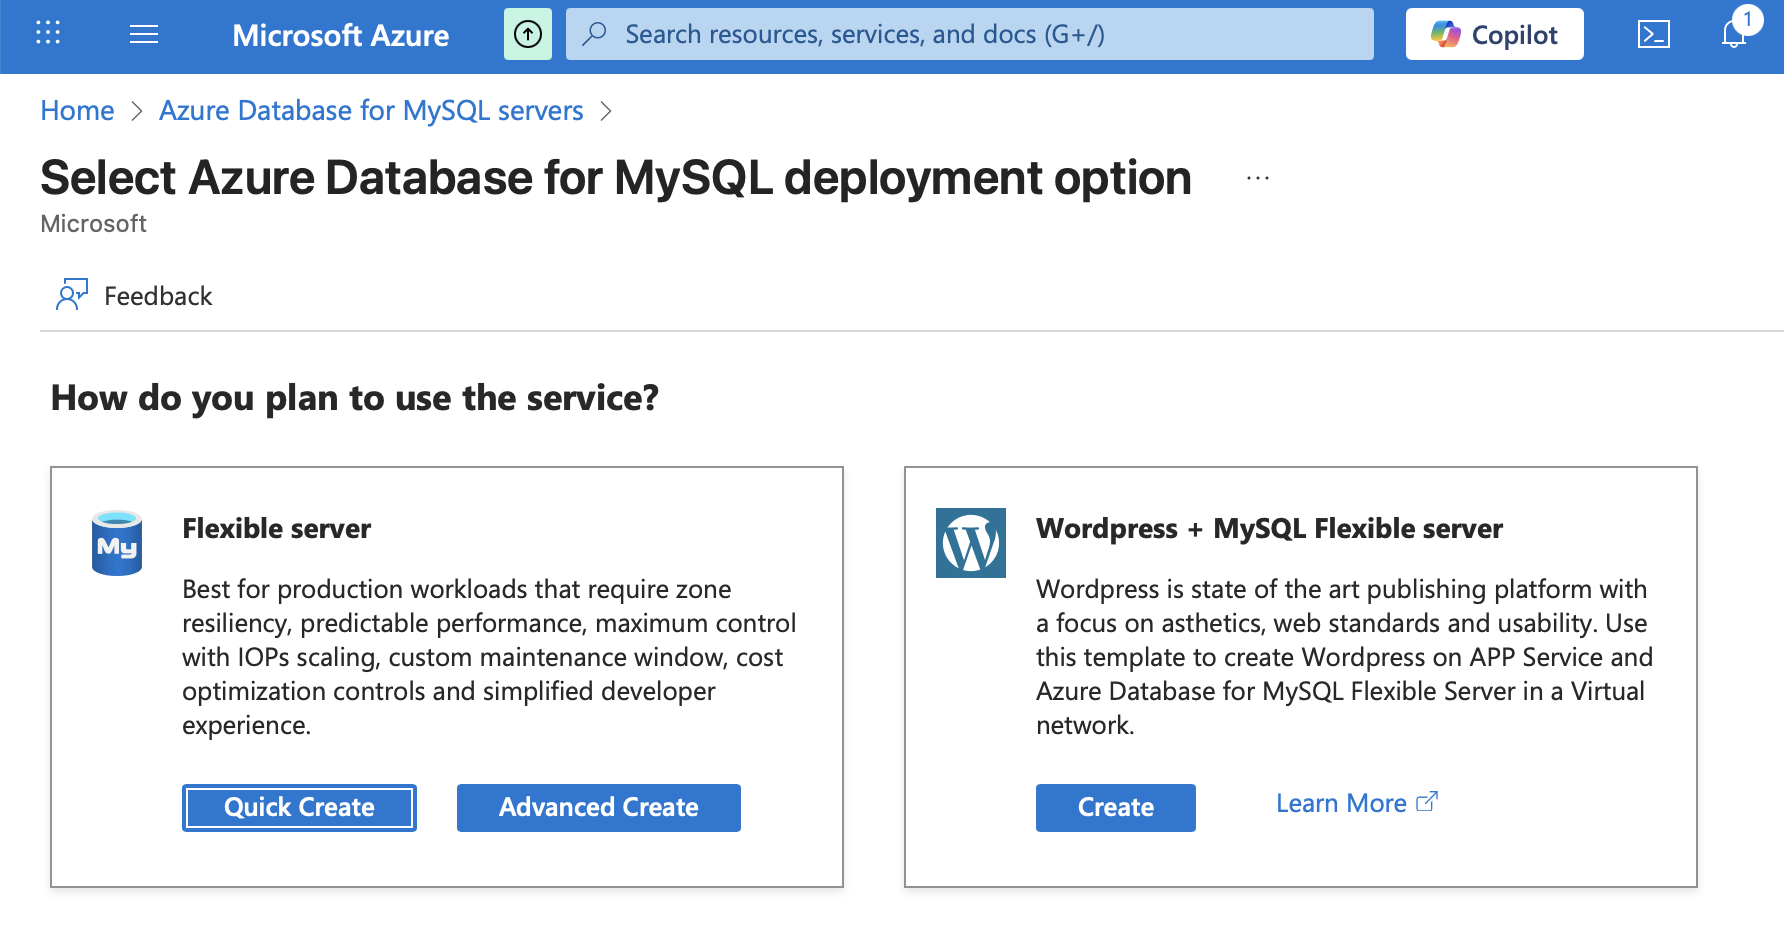 Microsoft Azure
Search resources, services, and docs (G+/)
Copilot
1
Home > Azure Database for MySQL servers >
Select Azure Database for MySQL deployment option ...
Microsoft
Feedback
How do you plan to use the service?
My
Flexible server
Best for production workloads that require zone
resiliency, predictable performance, maximum control
with IOPs scaling, custom maintenance window, cost
optimization controls and simplified developer
experience.
Quick Create
Advanced Create
W
Wordpress + MySQL Flexible server
Wordpress is state of the art publishing platform with
a focus on asthetics, web standards and usability. Use
this template to create Wordpress on APP Service and
Azure Database for MySQL Flexible Server in a Virtual
network.
Create
Learn More